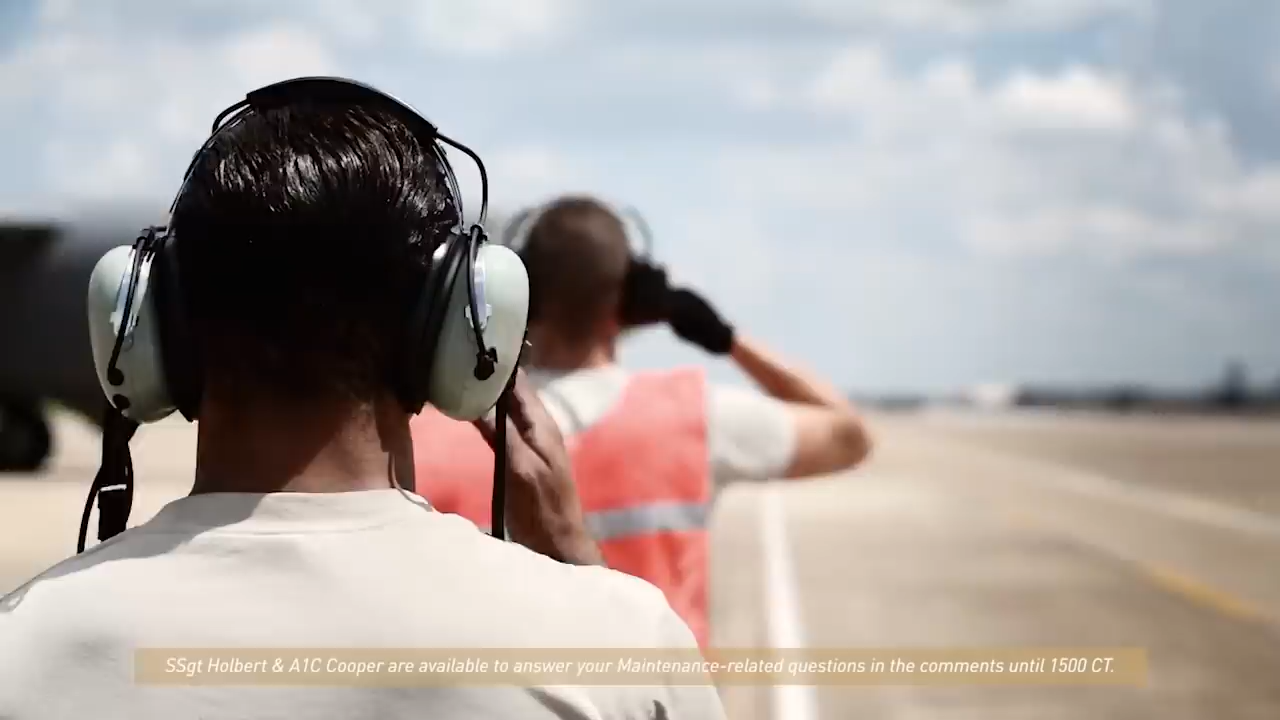 SSgt Holbert & A1C Cooper are available to answer your Maintenance-related questions in the comments until 1500 CT.